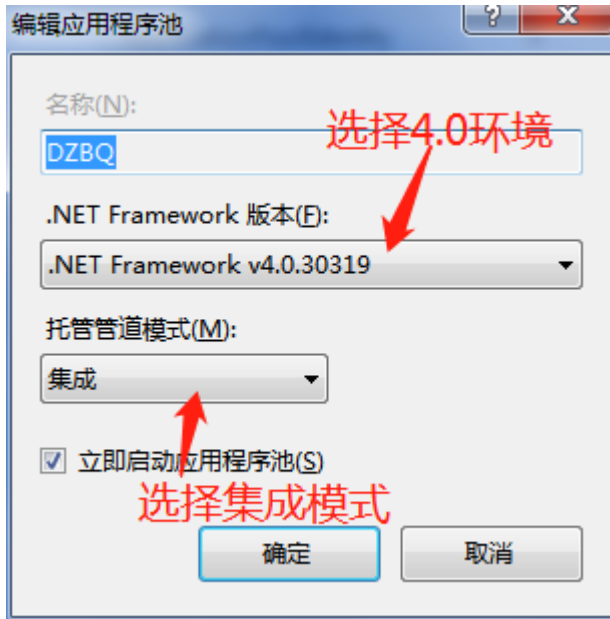 编辑应用程序池
?
x
名称(N):
选择4.0环境
DZBQ
.NET Framework 版本(F):
.NET Framework v4.0.30319
托管管道模式(M):
集成
立即启动应用程序池(S)
选择集成模式
确定
取消